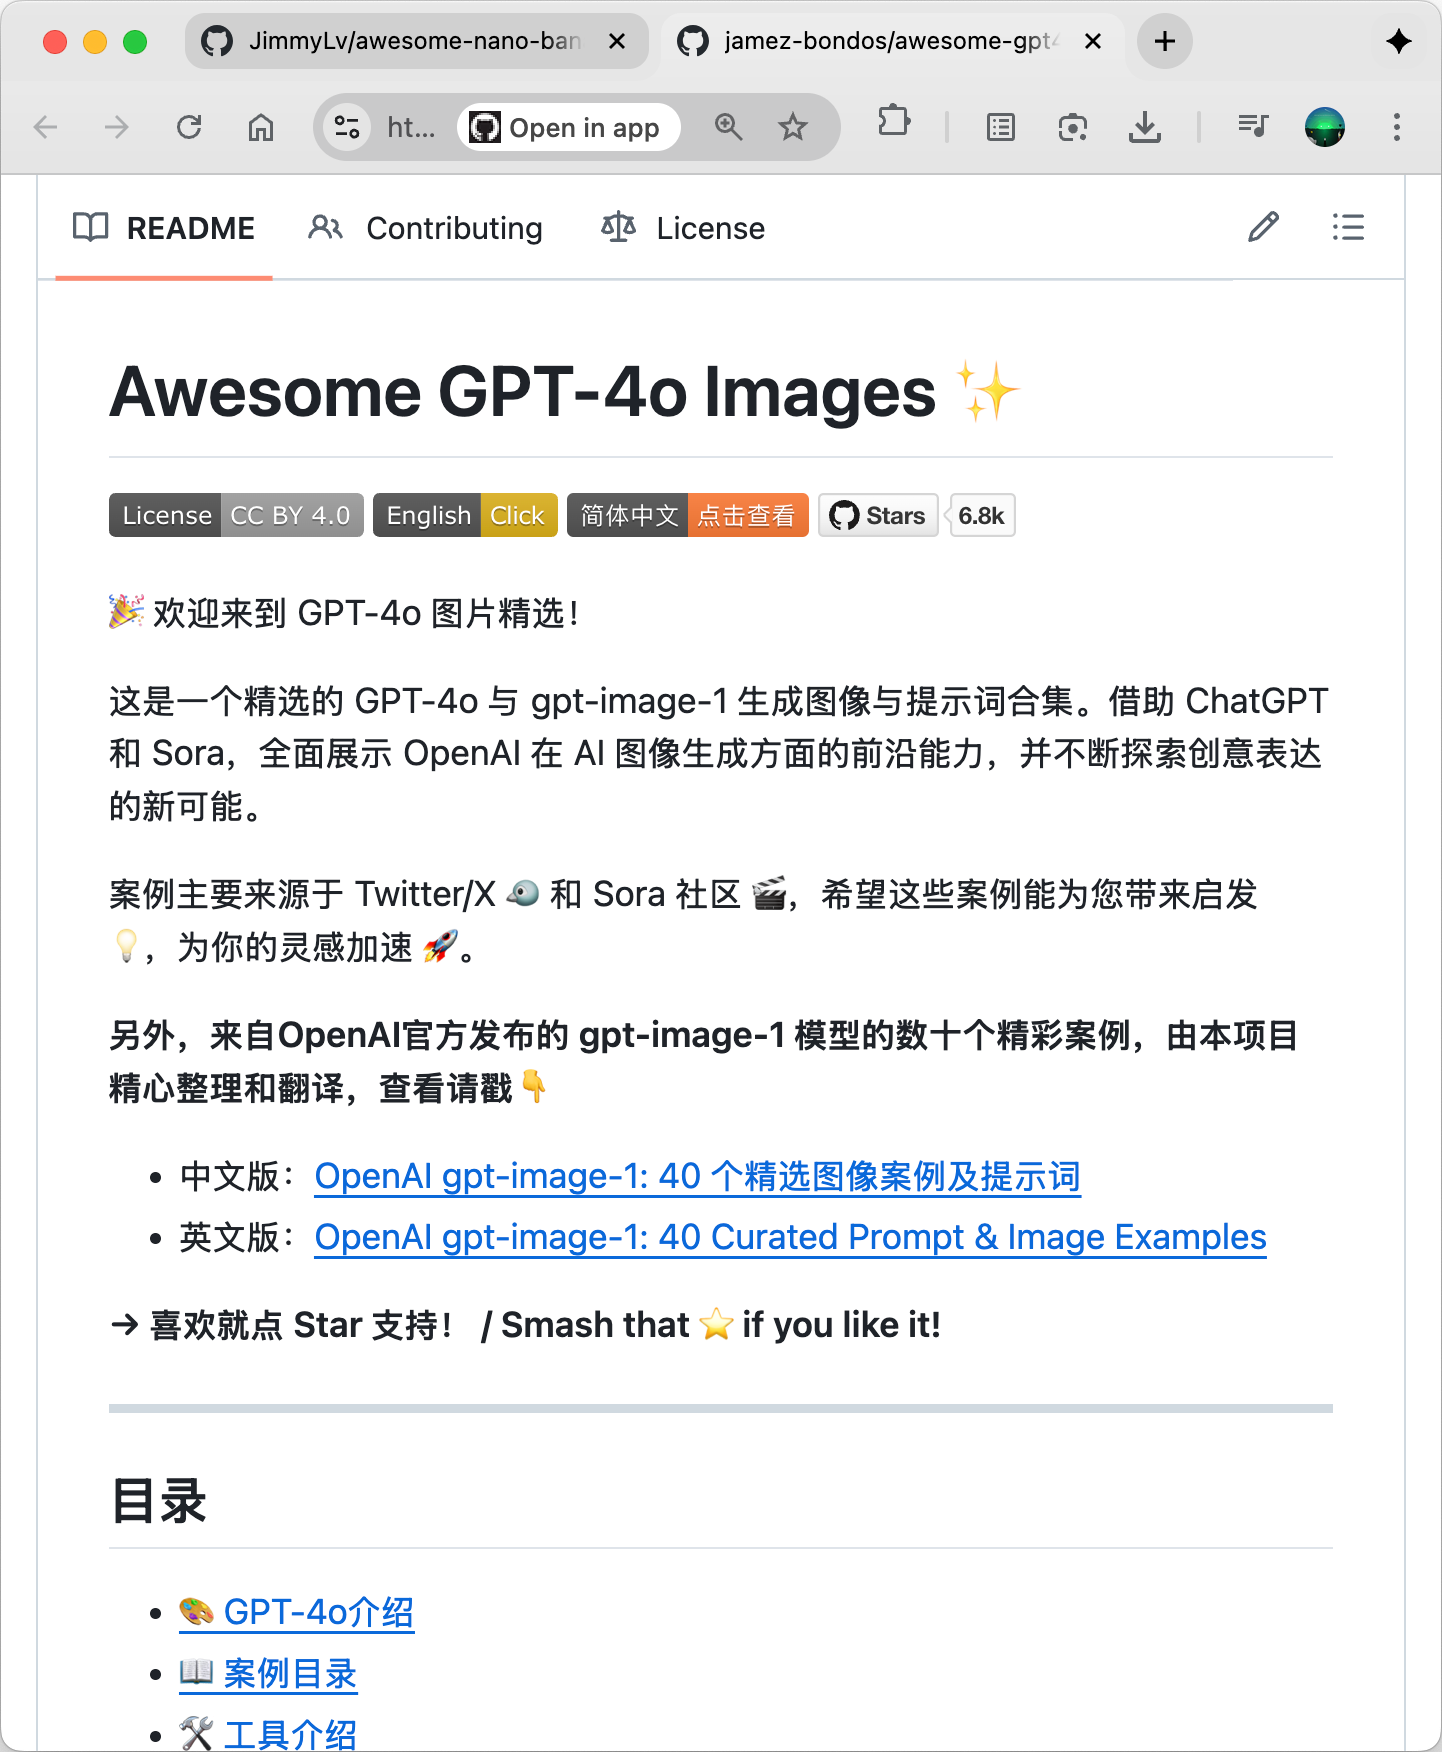 JimmyLv/awesome-nano-ban
jamez-bondos/awesome-gpt4
ht...
Open in app
README
Contributing
License
Awesome GPT-4o Images ✨
License CC BY 4.0
English Click
简体中文 点击查看
Stars 6.8k
🎉 欢迎来到 GPT-4o 图片精选！
这是一个精选的 GPT-4o 与 gpt-image-1 生成图像与提示词合集。借助 ChatGPT
和 Sora，全面展示 OpenAI 在 AI 图像生成方面的前沿能力，并不断探索创意表达
的新可能。
案例主要来源于 Twitter/X 🐦 和 Sora 社区 🎬，希望这些案例能为您带来启发
💡，为你的灵感加速 🚀。
另外，来自OpenAI官方发布的 gpt-image-1 模型的数十个精彩案例，由本项目
精心整理和翻译，查看请戳👇
• 中文版：OpenAI gpt-image-1: 40 个精选图像案例及提示词
• 英文版：OpenAI gpt-image-1: 40 Curated Prompt & Image Examples
→ 喜欢就点 Star 支持！ / Smash that ⭐ if you like it!
目录
• 🎨 GPT-4o介绍
• 📖 案例目录
• 🛠️ 工具介绍